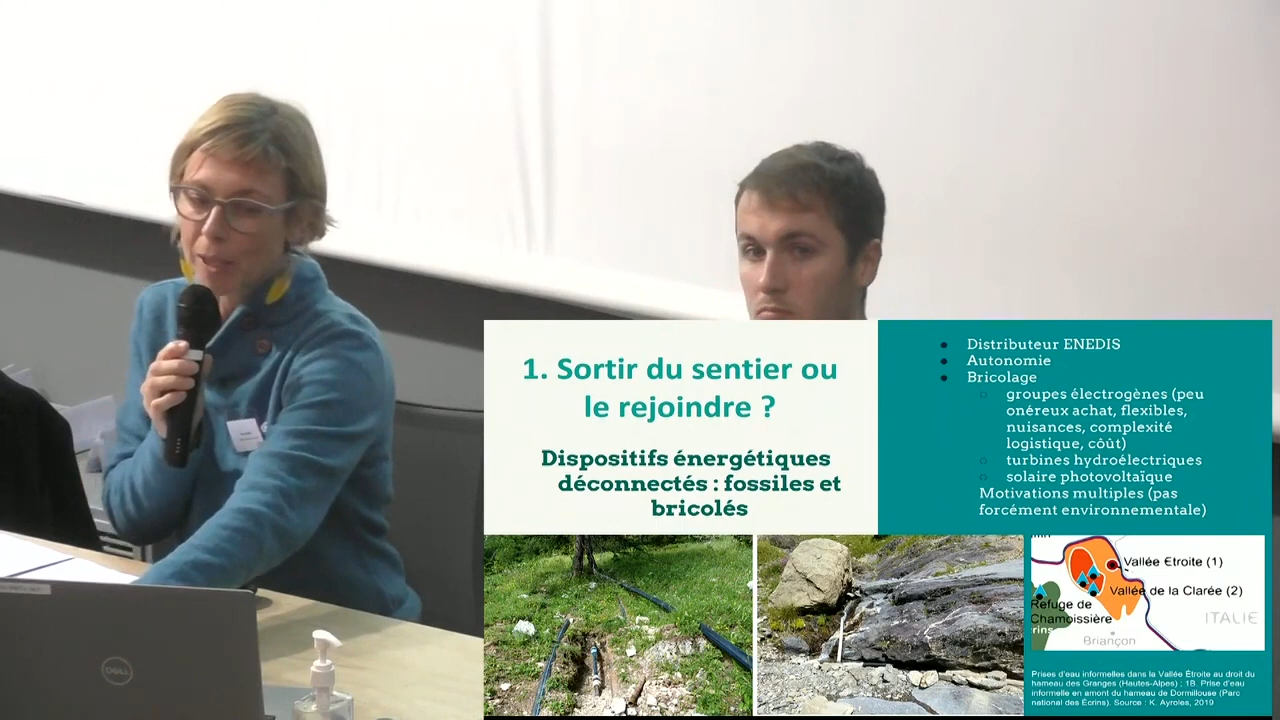 1. Sortir du sentier ou
le rejoindre ?
Dispositifs énergétiques
déconnectés : fossiles et
bricolés
Distributeur ENEDIS
Autonomie
Bricolage
groupes électrogènes (peu
onéreux achat, flexibles,
nuisances, complexité
logistique, côût)
turbines hydroélectriques
solaire photovoltaïque
Motivations multiples (pas
forcément environnementale)
Vallée Etroite (1)
Vallée de la Clarée (2)
Refuge de
Chamoissière
ITALIE
Briançon
Prises d'eau informelles dans la Vallée Étroite au droit du
hameau des Granges (Hautes-Alpes) ; 1B. Prise d'eau
informelle en amont du hameau de Dormillouse (Parc
national des Écrins). Source : K. Ayroles, 2019
DELL